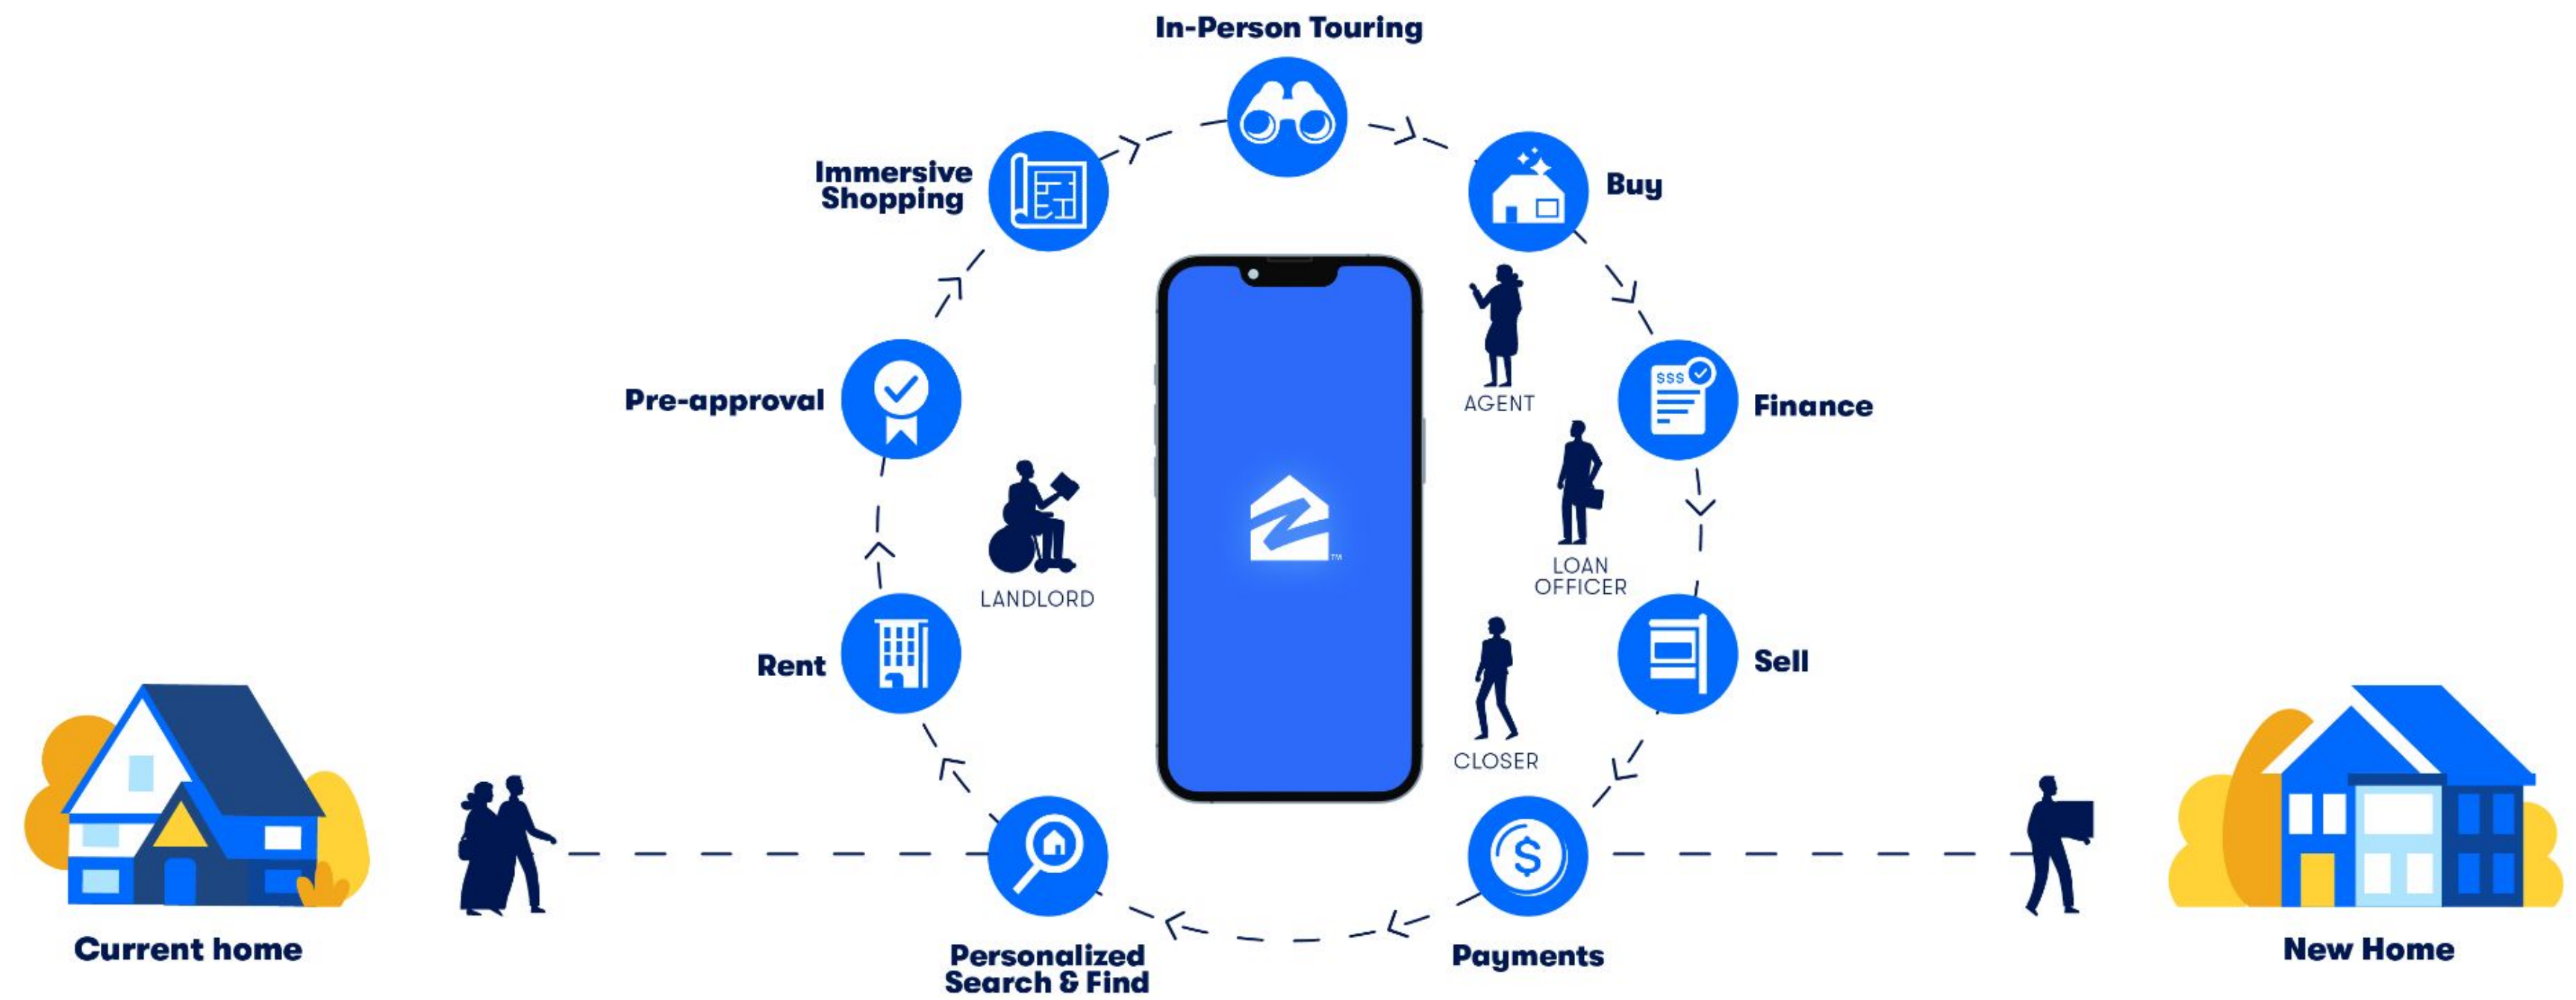 In-Person Touring
Immersive
Shopping
Buy
Pre-approval
AGENT
$$$
Finance
LANDLORD
LOAN
OFFICER
TM
Rent
Sell
CLOSER
$
Current home
Personalized
Search & Find
Payments
New Home